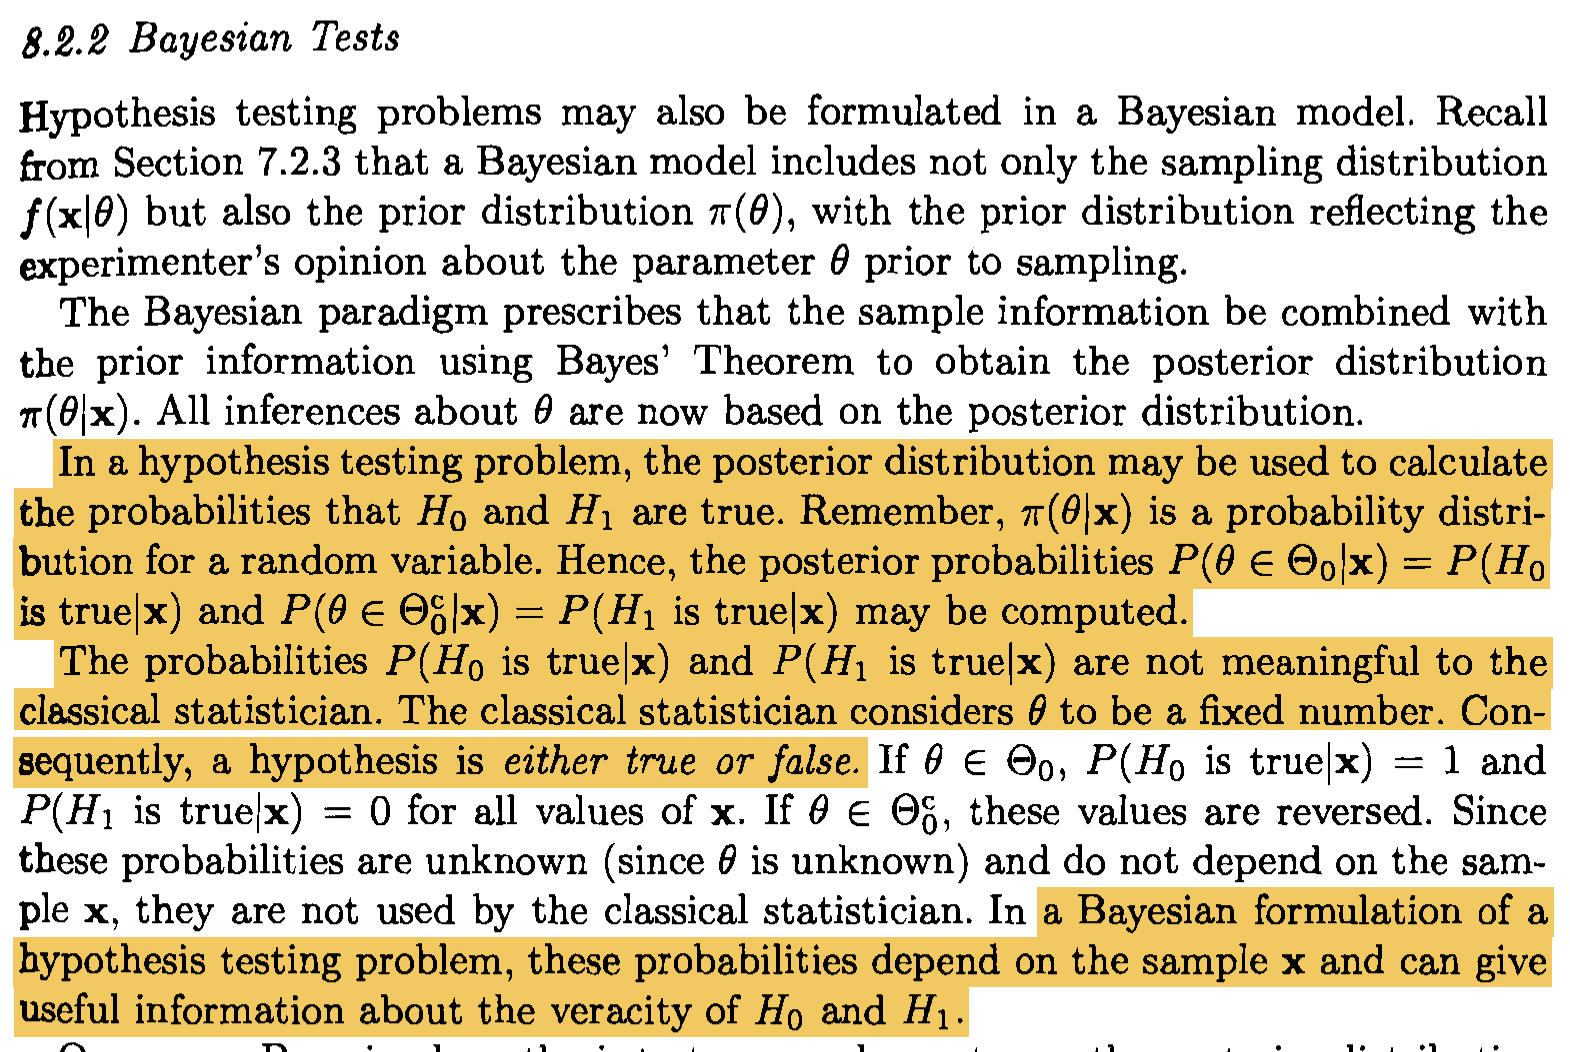 8.2.2 Bayesian Tests
Hypothesis testing problems may also be formulated in a Bayesian model. Recall
from Section 7.2.3 that a Bayesian model includes not only the sampling distribution
f(x|θ) but also the prior distribution π(θ), with the prior distribution reflecting the
experimenter's opinion about the parameter θ prior to sampling.
The Bayesian paradigm prescribes that the sample information be combined with
the prior information using Bayes' Theorem to obtain the posterior distribution
π(θ|x). All inferences about θ are now based on the posterior distribution.
In a hypothesis testing problem, the posterior distribution may be used to calculate
the probabilities that H₀ and H₁ are true. Remember, π(θ|x) is a probability distri-
bution for a random variable. Hence, the posterior probabilities P(θ ∈ Θ₀|x) = P(H₀
is true|x) and P(θ ∈ Θ₀ᶜ|x) = P(H₁ is true|x) may be computed.
The probabilities P(H₀ is true|x) and P(H₁ is true|x) are not meaningful to the
classical statistician. The classical statistician considers θ to be a fixed number. Con-
sequently, a hypothesis is either true or false. If θ ∈ Θ₀, P(H₀ is true|x) = 1 and
P(H₁ is true|x) = 0 for all values of x. If θ ∈ Θ₀ᶜ, these values are reversed. Since
these probabilities are unknown (since θ is unknown) and do not depend on the sam-
ple x, they are not used by the classical statistician. In a Bayesian formulation of a
hypothesis testing problem, these probabilities depend on the sample x and can give
useful information about the veracity of H₀ and H₁.